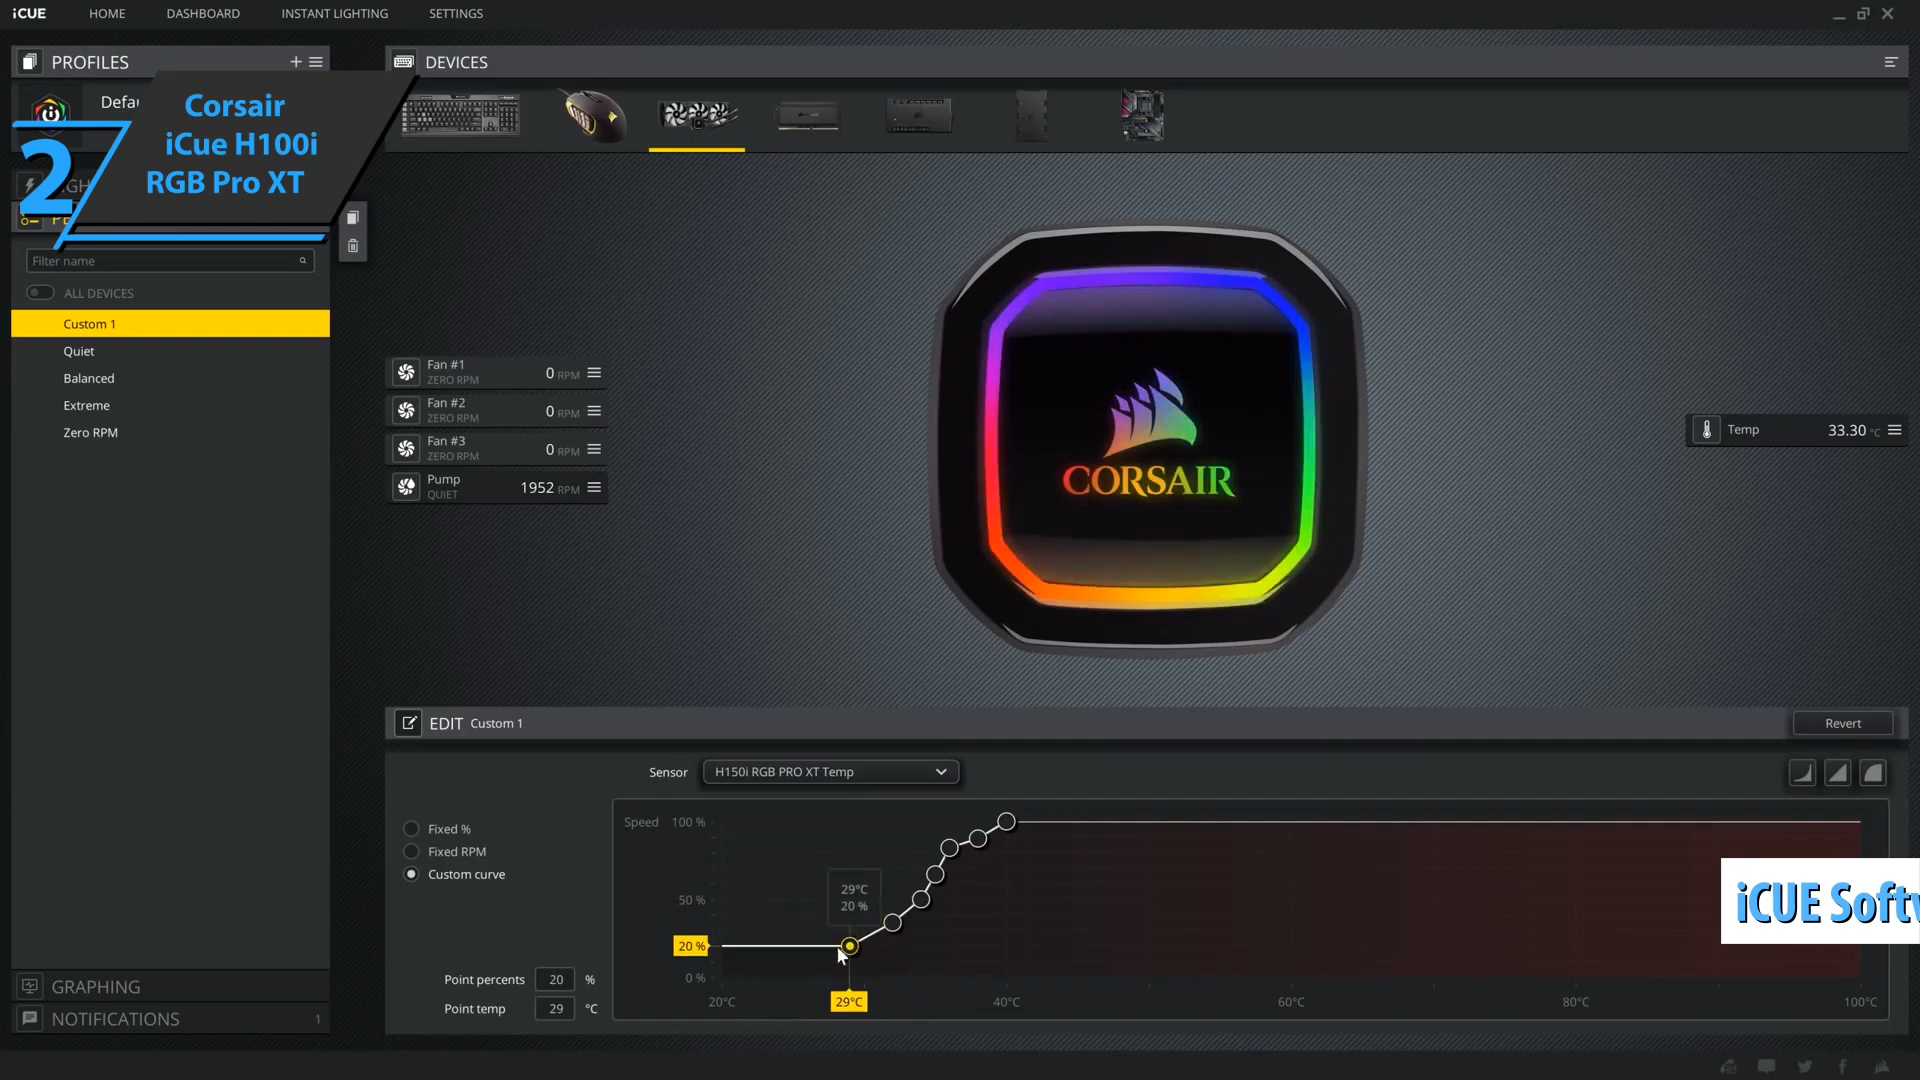 iCUE
HOME
DASHBOARD
INSTANT LIGHTING
SETTINGS
PROFILES
DEVICES
Defau
Corsair
iCue H100i
RGB Pro XT
2
Filter name
ALL DEVICES
Custom 1
Quiet
Balanced
Extreme
Zero RPM
Fan #1
ZERO RPM
0 RPM
Fan #2
ZERO RPM
0 RPM
Fan #3
ZERO RPM
0 RPM
Pump
QUIET
1952 RPM
CORSAIR
Temp
33.30 °C
EDIT Custom 1
Revert
Sensor
H150i RGB PRO XT Temp
Fixed %
Fixed RPM
Custom curve
Speed
100 %
50 %
20 %
0 %
29°C
20 %
20°C
29°C
40°C
60°C
80°C
100°C
Point percents 20 %
Point temp 29 °C
iCUE Softw
GRAPHING
NOTIFICATIONS 1